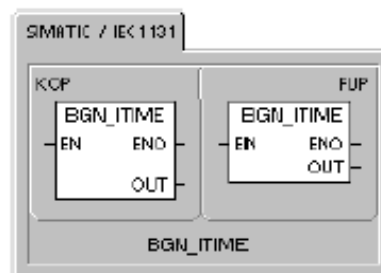 SIMATIC / IEC 1131
KOP
FUP
BGN_ITIME
EN ENO
OUT
BGN_ITIME
EN ENO
OUT
BGN_ITIME